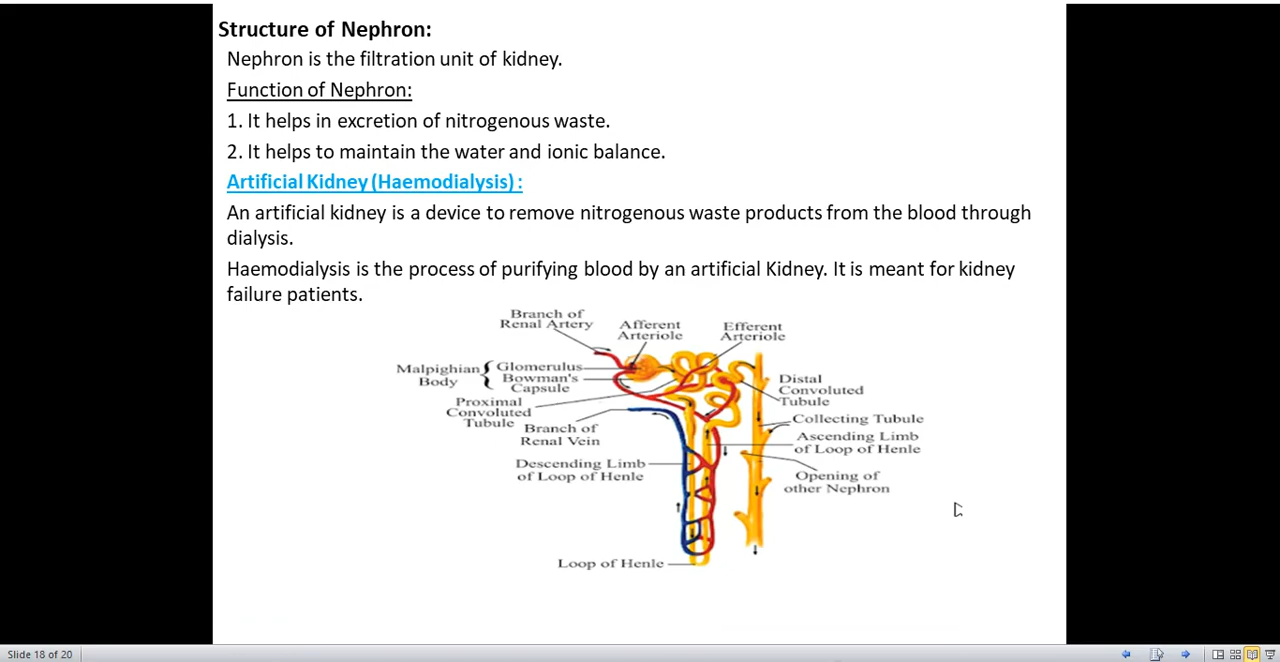 Structure of Nephron:
Nephron is the filtration unit of kidney.
Function of Nephron:
1. It helps in excretion of nitrogenous waste.
2. It helps to maintain the water and ionic balance.
Artificial Kidney (Haemodialysis) :
An artificial kidney is a device to remove nitrogenous waste products from the blood through
dialysis.
Haemodialysis is the process of purifying blood by an artificial Kidney. It is meant for kidney
failure patients.
Branch of
Renal Artery
Afferent
Arteriole
Efferent
Arteriole
Malpighian
Body
Glomerulus
Bowman's
Capsule
Proximal
Convoluted
Tubule
Branch of
Renal Vein
Descending Limb
of Loop of Henle
Loop of Henle
Distal
Convoluted
Tubule
Collecting Tubule
Ascending Limb
of Loop of Henle
Opening of
other Nephron
Slide 18 of 20